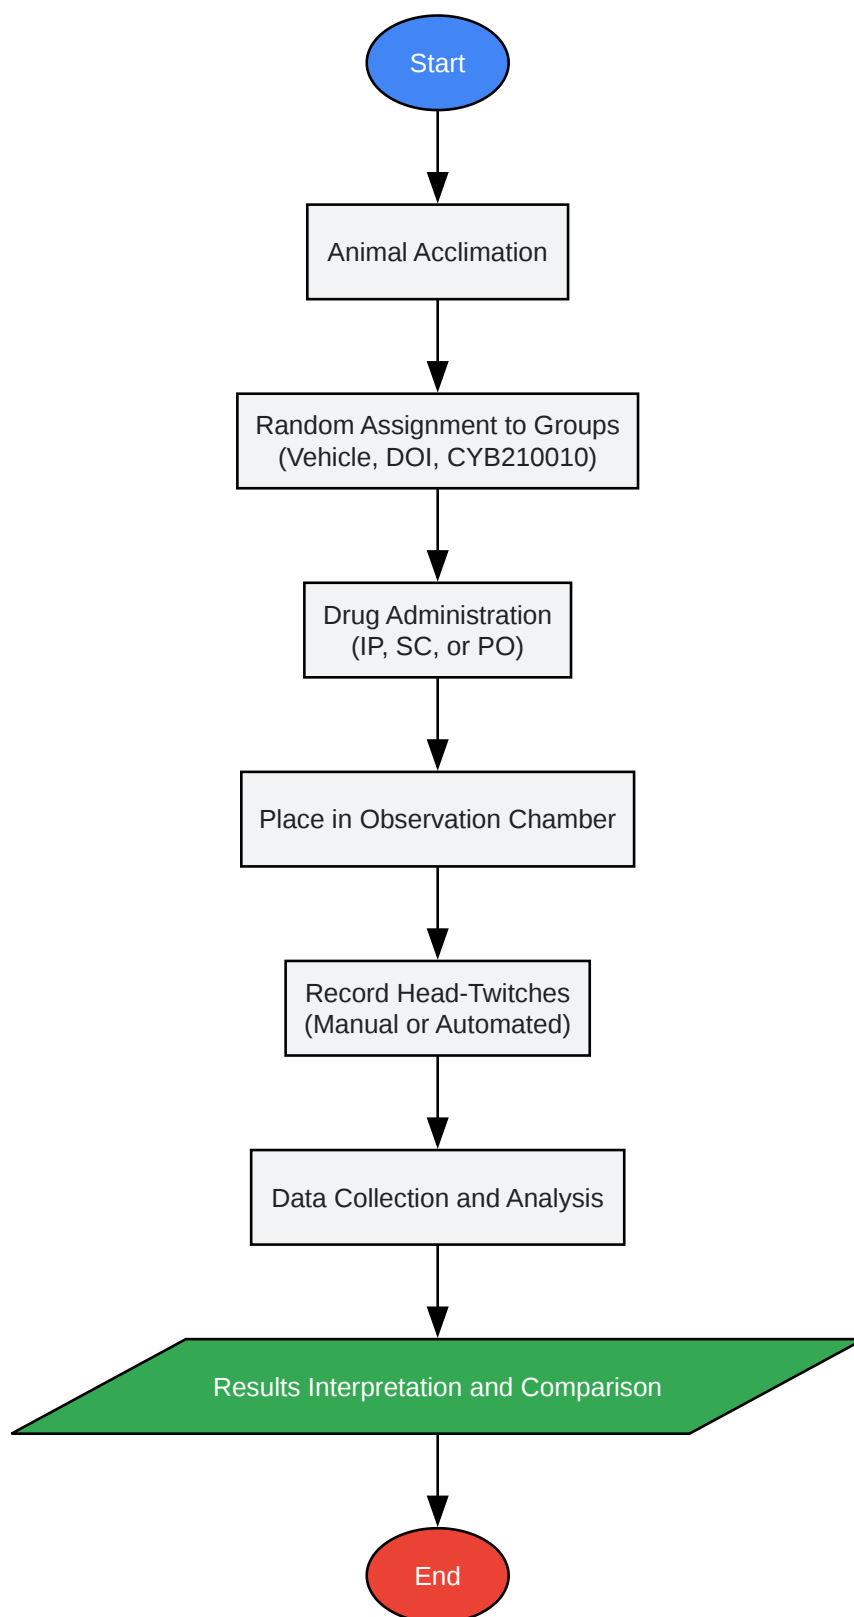 Start
Animal Acclimation
Random Assignment to Groups
(Vehicle, DOI, CYB210010)
Drug Administration
(IP, SC, or PO)
Place in Observation Chamber
Record Head-Twitches
(Manual or Automated)
Data Collection and Analysis
Results Interpretation and Comparison
End